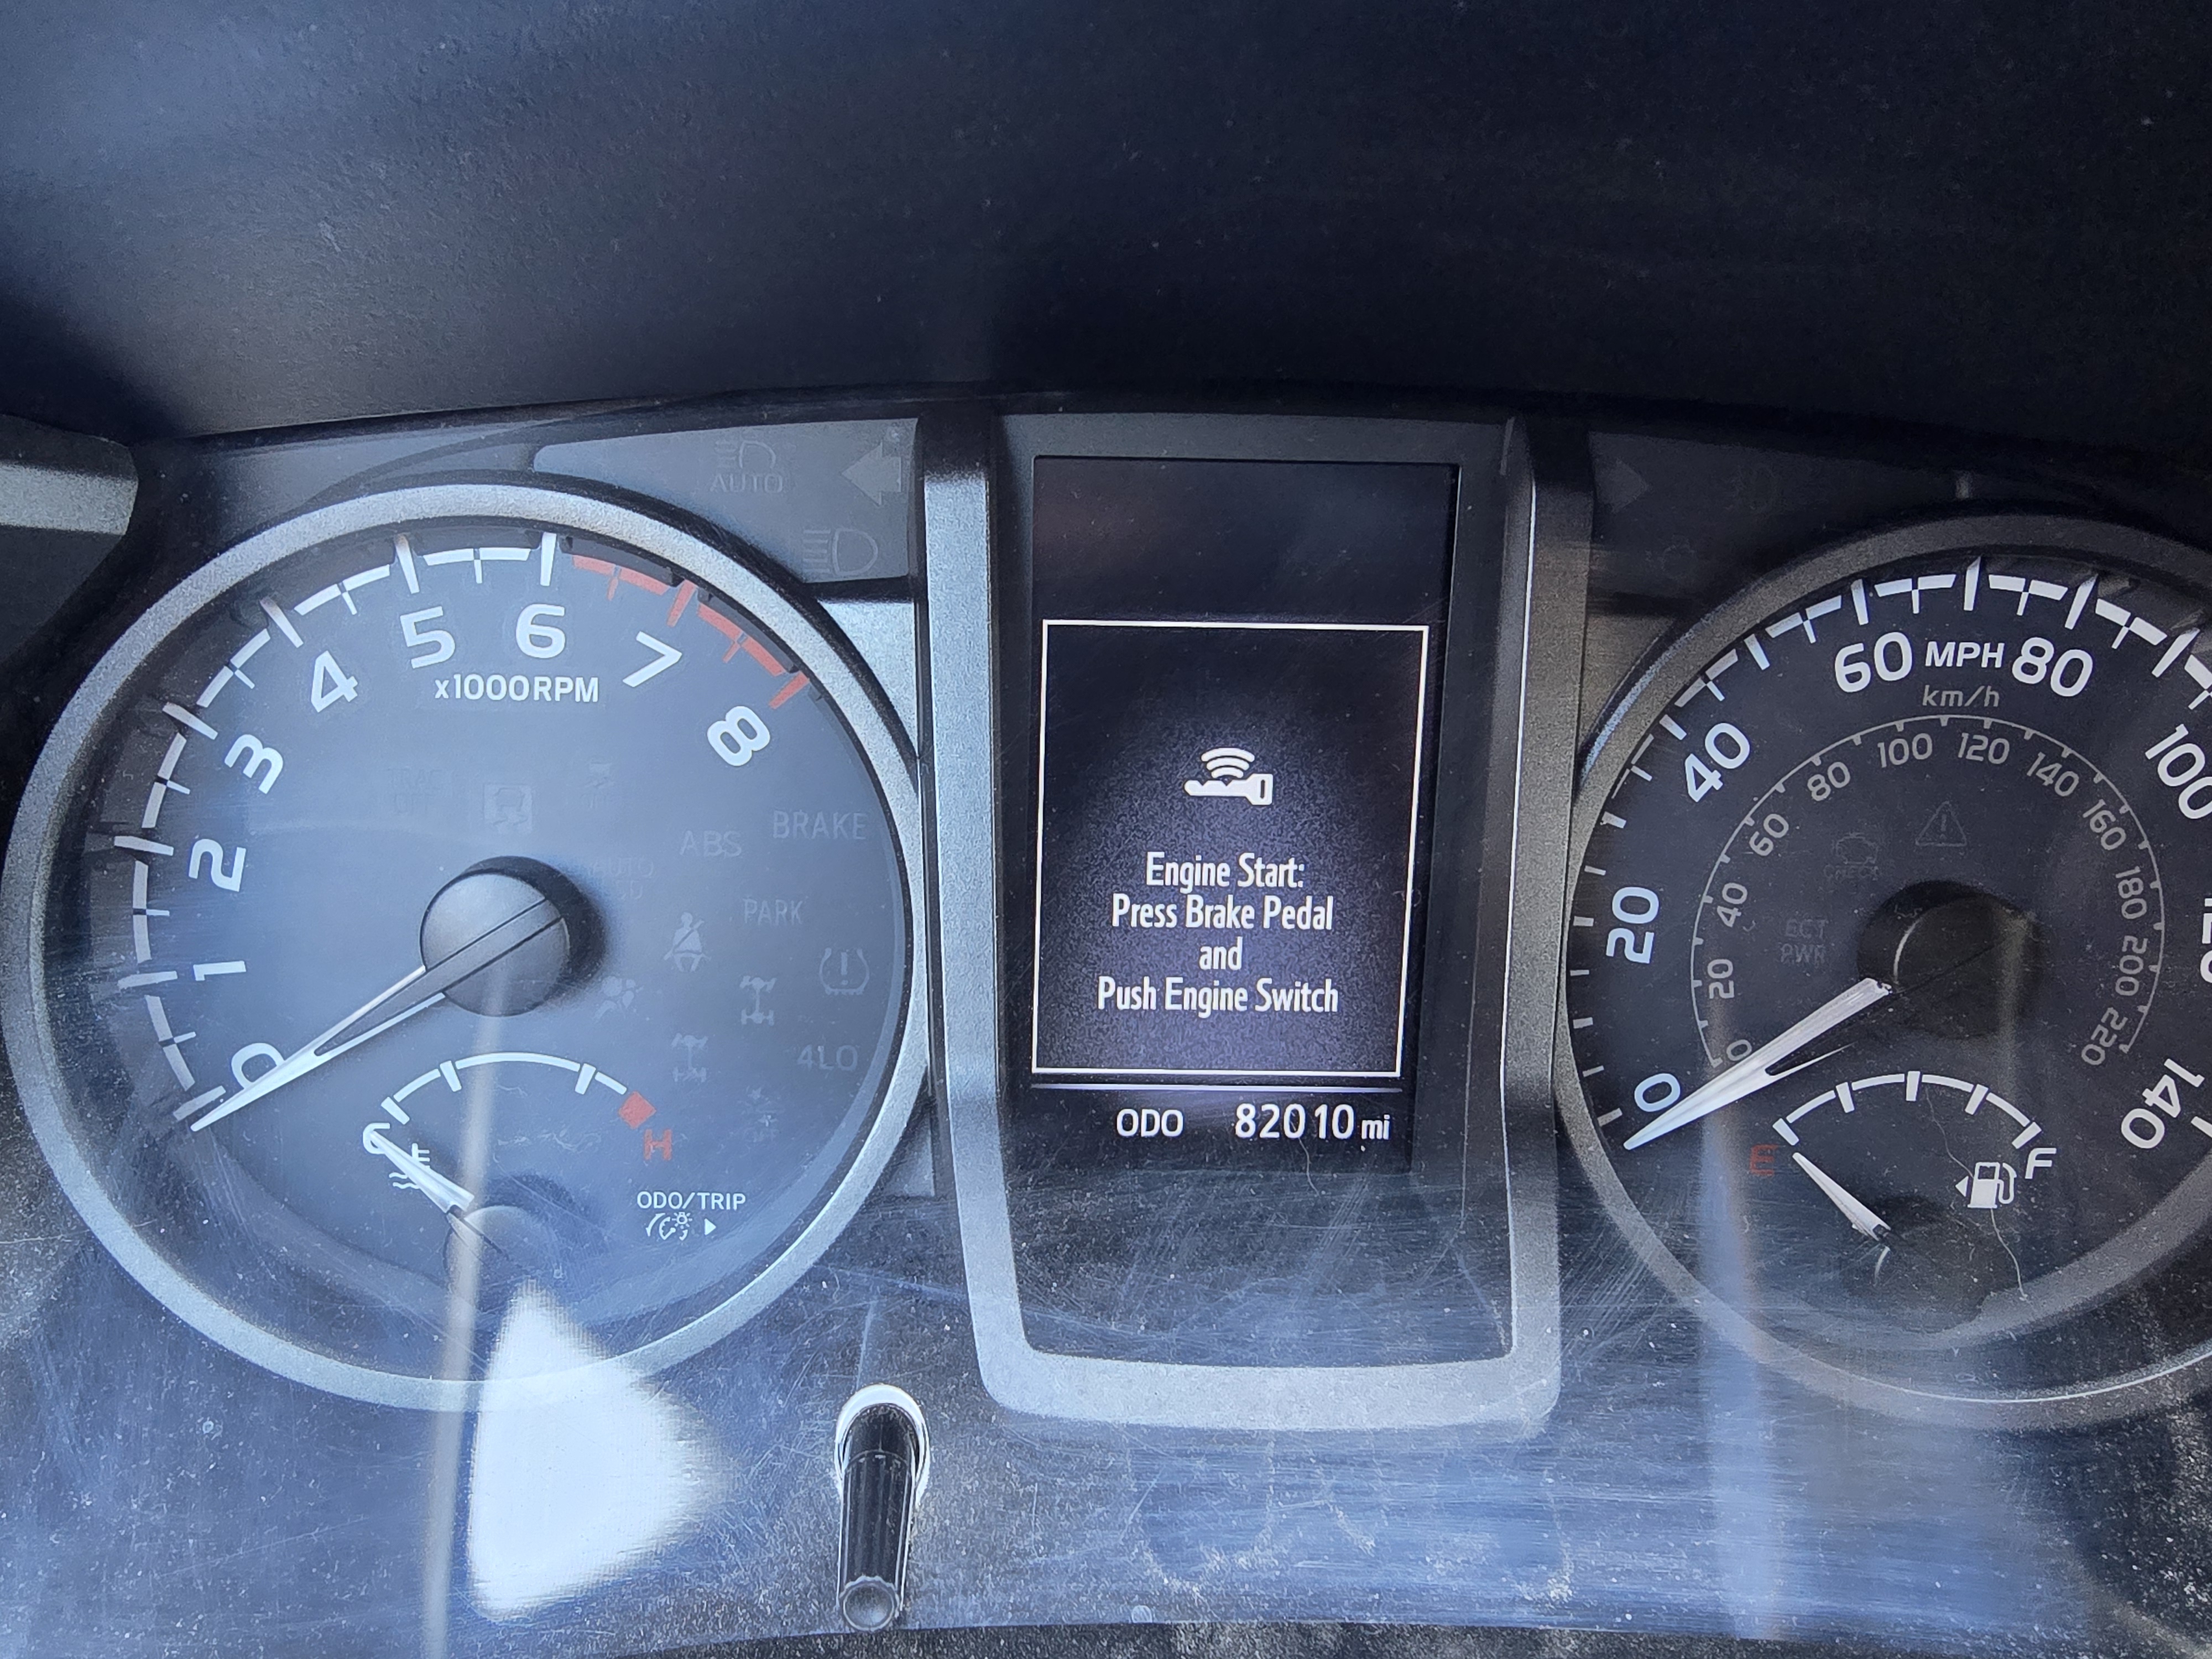 AUTO
5 6
4 7
x1000RPM
8
3
BRAKE
ABS
2
PARK
1
0
4LO
C
H
ODO/TRIP
Engine Start:
Press Brake Pedal
and
Push Engine Switch
ODO 82010 mi
60 MPH 80
km/h
40
100
100 120
80 140
60 160
20
40 180
ECT
PWR
20 200
0 220
0
140
E
F